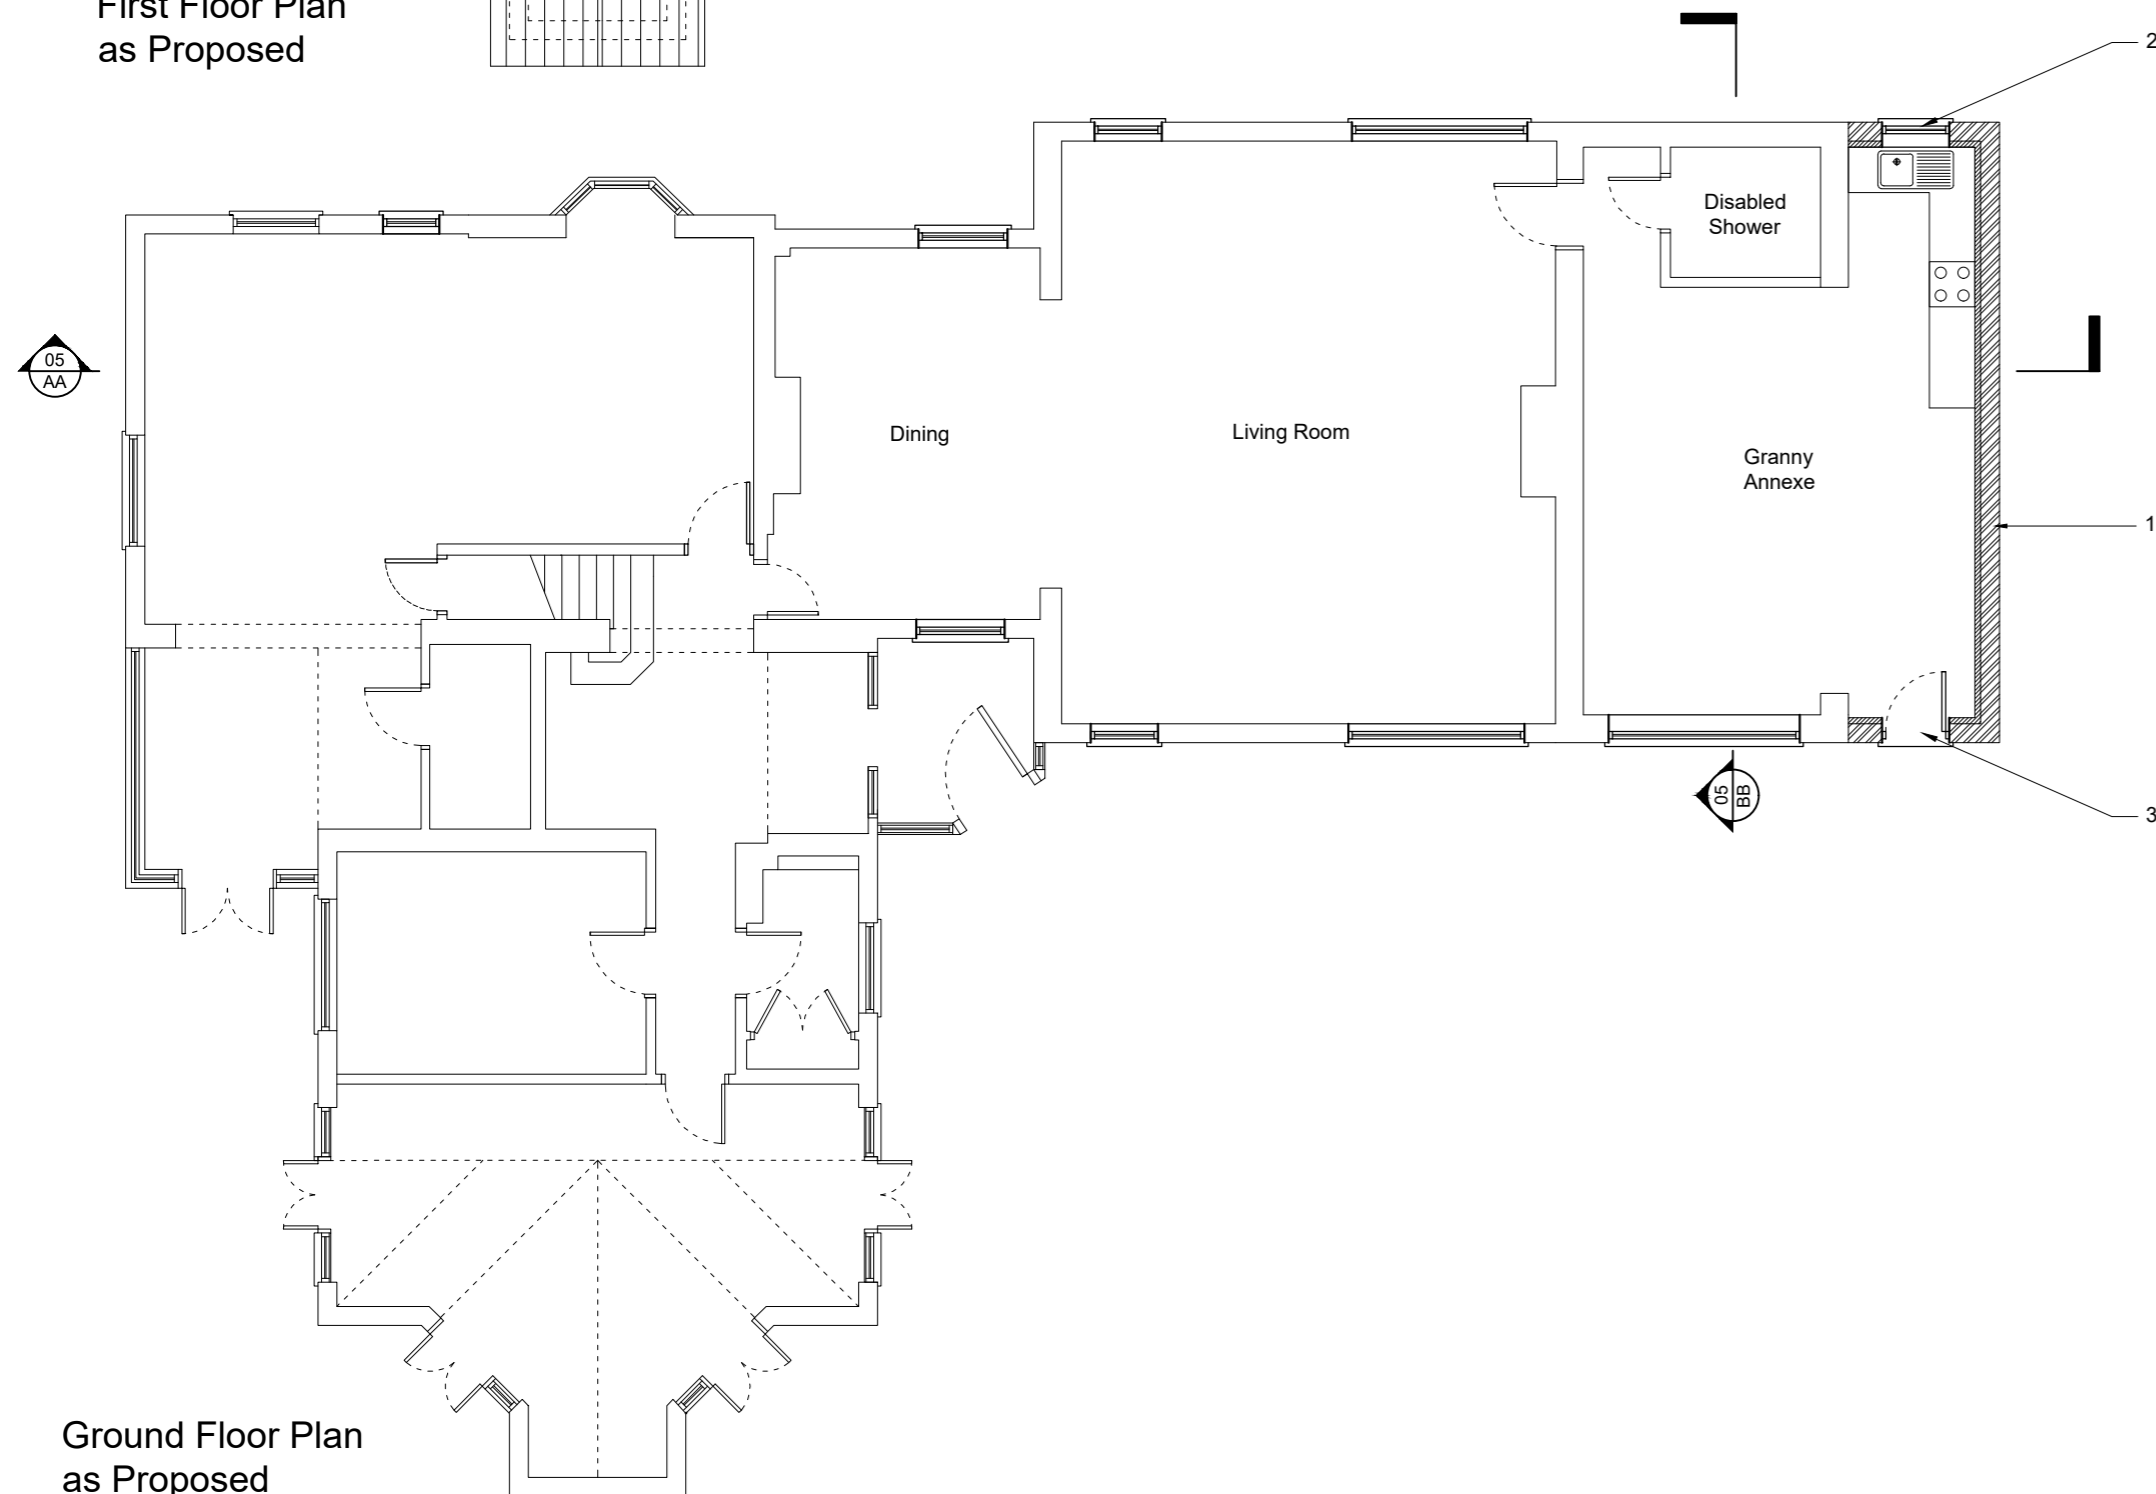 First Floor Plan
as Proposed
2
Disabled
Shower
05
AA
Dining
Living Room
Granny
Annexe
1
05
BB
3
Ground Floor Plan
as Proposed